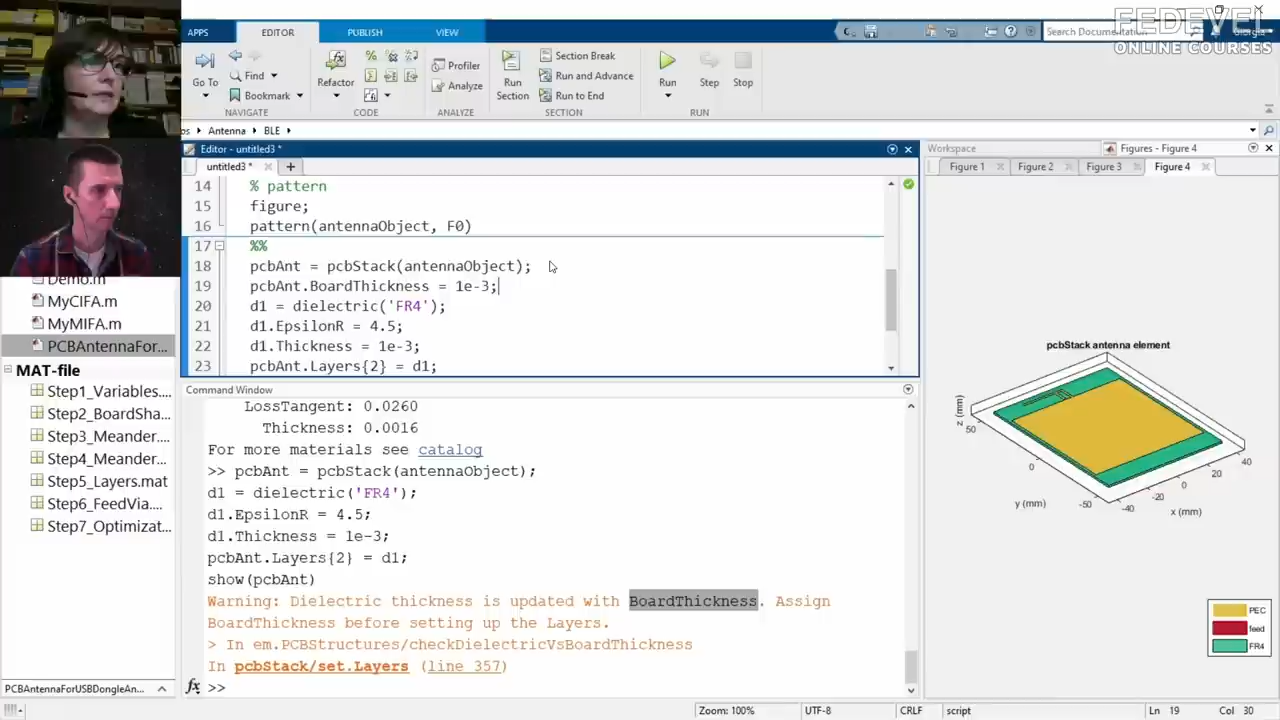 FEDEVEL
ONLINE COURSES
APPS
EDITOR
PUBLISH
VIEW
Search Documentation
Go To
Find
Bookmark
NAVIGATE
Refactor
CODE
Profiler
Analyze
ANALYZE
Run
Section
Section Break
Run and Advance
Run to End
SECTION
Run
Step
Stop
RUN
Antenna
BLE
Editor - untitled3 *
untitled3 *
14 % pattern
15 figure;
16 pattern(antennaObject, F0)
17 %%
18 pcbAnt = pcbStack(antennaObject);
19 pcbAnt.BoardThickness = 1e-3;
20 d1 = dielectric('FR4');
21 d1.EpsilonR = 4.5;
22 d1.Thickness = 1e-3;
23 pcbAnt.Layers{2} = d1;
Demo.m
MyCIFA.m
MyMIFA.m
PCBAntennaFor...
MAT-file
Step1_Variables....
Step2_BoardSha...
Step3_Meander....
Step4_Meander...
Step5_Layers.mat
Step6_FeedVia....
Step7_Optimizat...
PCBAntennaForUSBDongleAn...
Command Window
LossTangent: 0.0260
Thickness: 0.0016
For more materials see catalog
>> pcbAnt = pcbStack(antennaObject);
d1 = dielectric('FR4');
d1.EpsilonR = 4.5;
d1.Thickness = 1e-3;
pcbAnt.Layers{2} = d1;
show(pcbAnt)
Warning: Dielectric thickness is updated with BoardThickness. Assign
BoardThickness before setting up the Layers.
> In em.PCBStructures/checkDielectricVsBoardThickness
In pcbStack/set.Layers (line 357)
fx >>
Workspace
Figures - Figure 4
Figure 1
Figure 2
Figure 3
Figure 4
pcbStack antenna element
z (mm)
50
0
-50
y (mm)
-40
-20
0
20
40
x (mm)
PEC
feed
FR4
Zoom: 100%
UTF-8
CRLF
script
Ln 19
Col 30